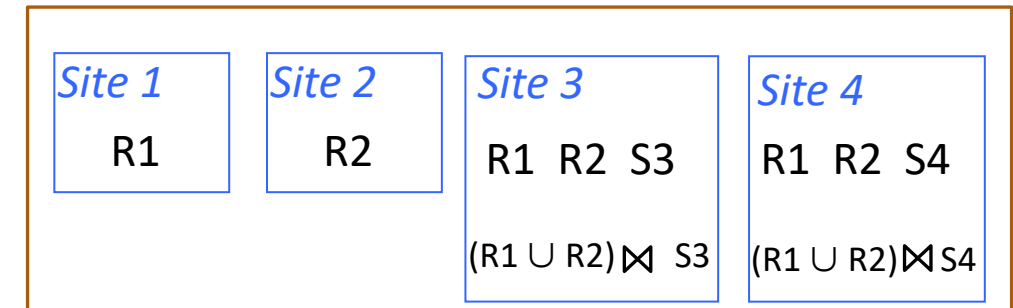 Site 1
R1
Site 2
R2
Site 3
R1 R2 S3
(R1 ∪ R2) ⋈ S3
Site 4
R1 R2 S4
(R1 ∪ R2) ⋈ S4